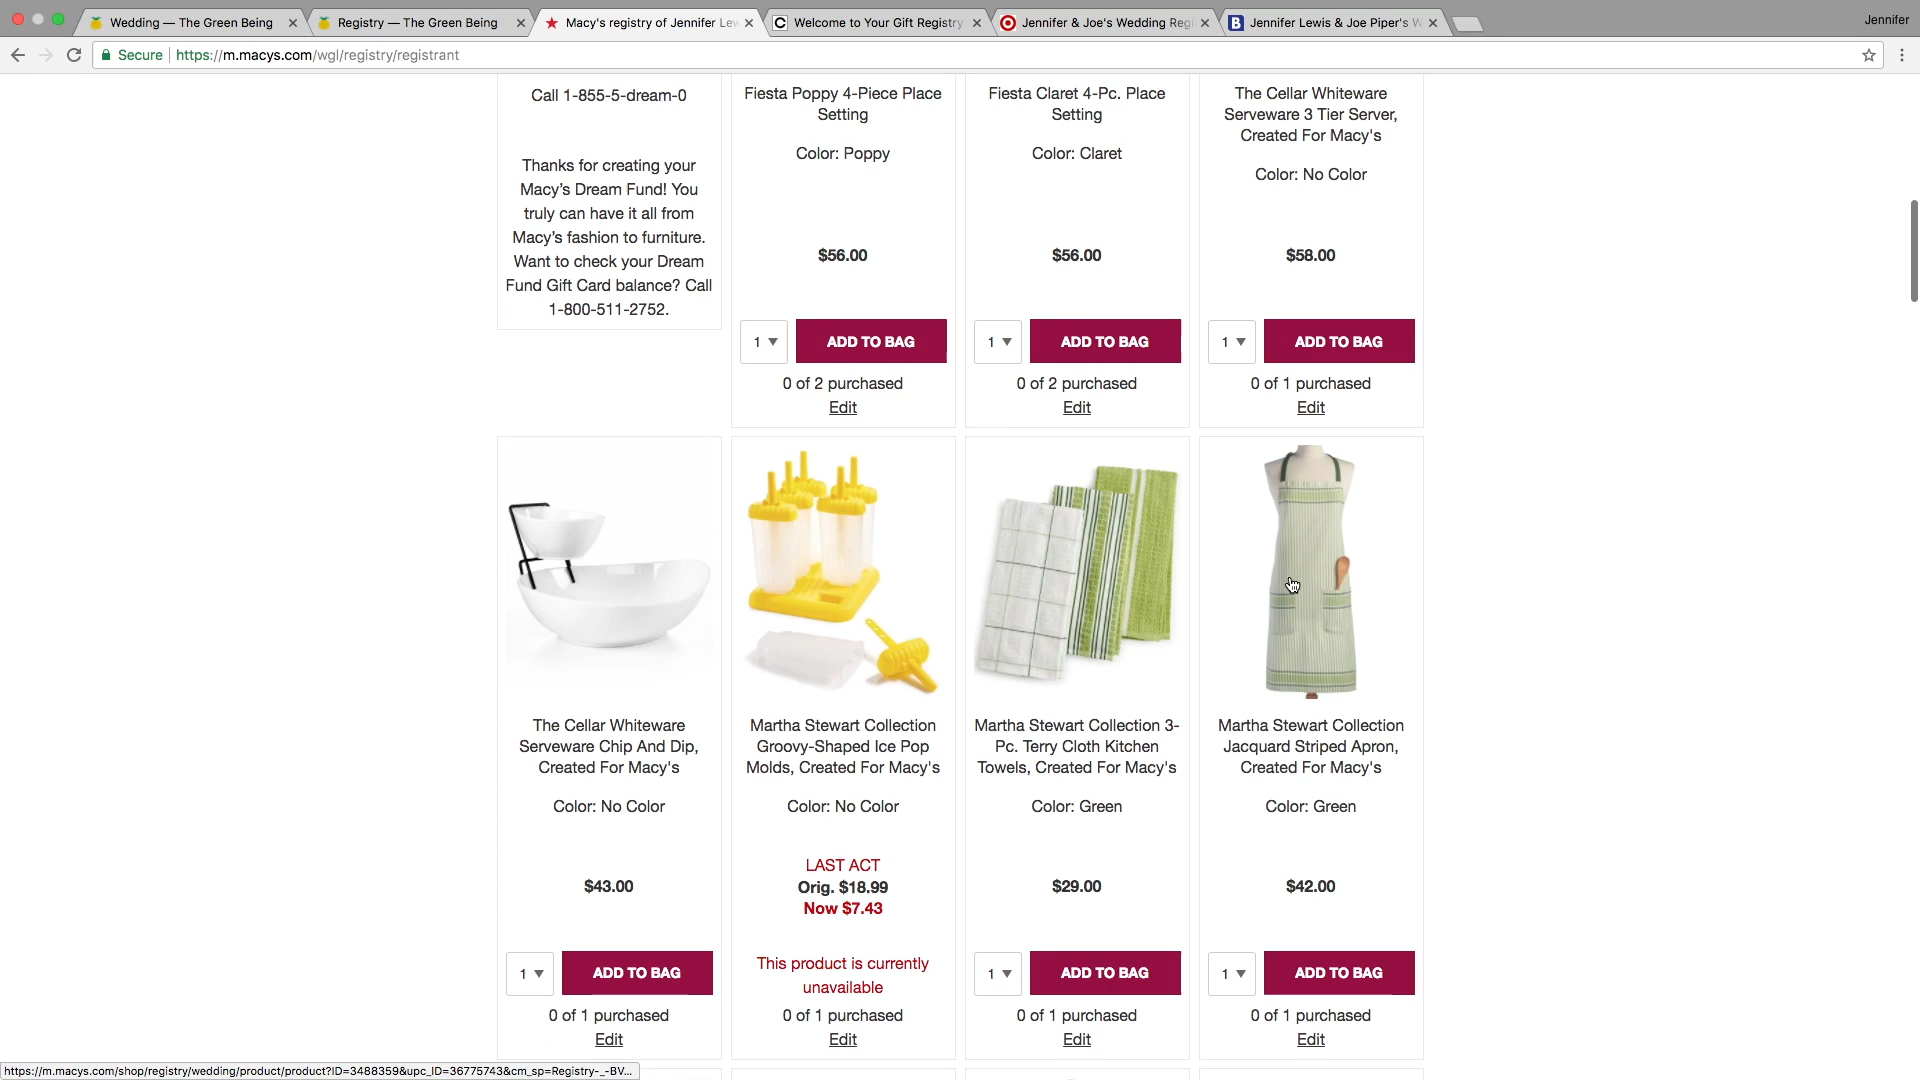 Wedding — The Green Being
Registry — The Green Being
Macy's registry of Jennifer Lew
Welcome to Your Gift Registry
Jennifer & Joe's Wedding Regi
Jennifer Lewis & Joe Piper's W
Jennifer
Secure
https://m.macys.com/wgl/registry/registrant
Call 1-855-5-dream-0
Thanks for creating your
Macy's Dream Fund! You
truly can have it all from
Macy's fashion to furniture.
Want to check your Dream
Fund Gift Card balance? Call
1-800-511-2752.
Fiesta Poppy 4-Piece Place
Setting
Color: Poppy
$56.00
1
ADD TO BAG
0 of 2 purchased
Edit
Fiesta Claret 4-Pc. Place
Setting
Color: Claret
$56.00
1
ADD TO BAG
0 of 2 purchased
Edit
The Cellar Whiteware
Serveware 3 Tier Server,
Created For Macy's
Color: No Color
$58.00
1
ADD TO BAG
0 of 1 purchased
Edit
The Cellar Whiteware
Serveware Chip And Dip,
Created For Macy's
Color: No Color
$43.00
1
ADD TO BAG
0 of 1 purchased
Edit
Martha Stewart Collection
Groovy-Shaped Ice Pop
Molds, Created For Macy's
Color: No Color
LAST ACT
Orig. $18.99
Now $7.43
This product is currently
unavailable
0 of 1 purchased
Edit
Martha Stewart Collection 3-
Pc. Terry Cloth Kitchen
Towels, Created For Macy's
Color: Green
$29.00
1
ADD TO BAG
0 of 1 purchased
Edit
Martha Stewart Collection
Jacquard Striped Apron,
Created For Macy's
Color: Green
$42.00
1
ADD TO BAG
0 of 1 purchased
Edit
https://m.macys.com/shop/registry/wedding/product/product?ID=3488359&upc_ID=36775743&cm_sp=Registry-_-BV...